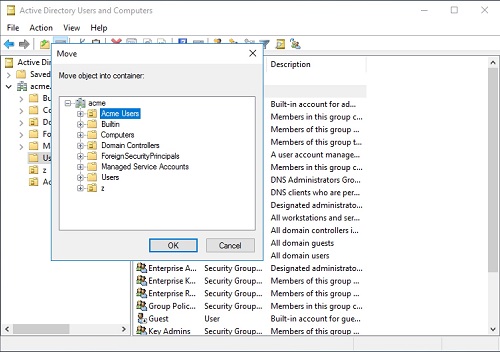 Active Directory Users and Computers
File Action View Help
Active Direc
Saved
acme.
Bu
Co
Do
Fo
M
Us
z
Ac
Move
Move object into container:
acme
Acme Users
Builtin
Computers
Domain Controllers
ForeignSecurityPrincipals
Managed Service Accounts
Users
z
OK Cancel
Description
Built-in account for ad...
Members in this group c...
Members of this group t...
A user account manage...
Members in this group c...
DNS Administrators Gro...
DNS clients who are per...
Designated administrato...
All workstations and ser...
All domain controllers i...
All domain guests
All domain users
Enterprise A... Security Group... Designated administrato...
Enterprise K... Security Group... Members of this group ...
Enterprise R... Security Group... Members of this group ...
Group Polic... Security Group... Members in this group c...
Guest User Built-in account for gue...
Key Admins Security Group... Members of this group ...